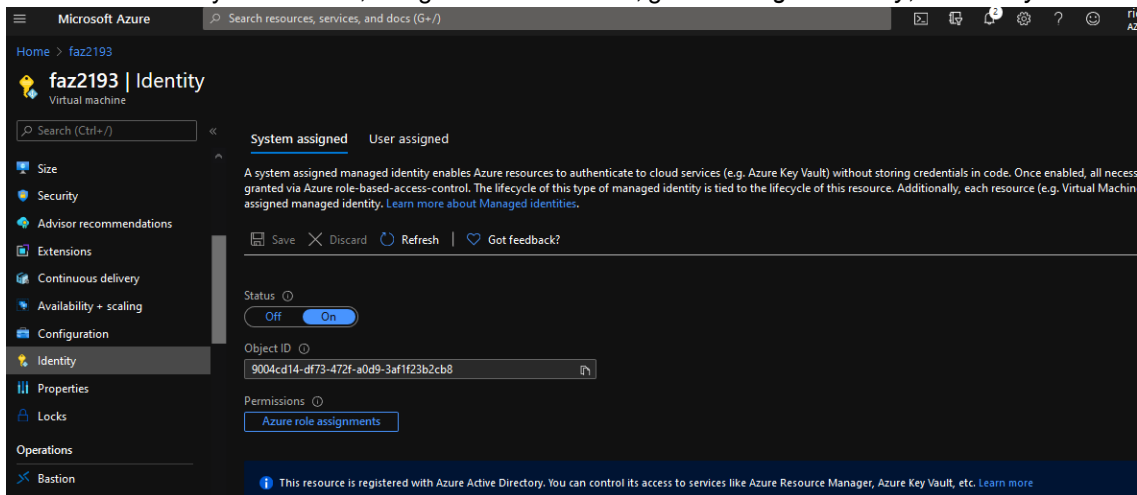 Microsoft Azure
Search resources, services, and docs (G+/)
2
Home > faz2193
faz2193 | Identity
Virtual machine
Search (Ctrl+/)
«
Size
Security
Advisor recommendations
Extensions
Continuous delivery
Availability + scaling
Configuration
Identity
Properties
Locks
Operations
Bastion
System assigned User assigned
A system assigned managed identity enables Azure resources to authenticate to cloud services (e.g. Azure Key Vault) without storing credentials in code. Once enabled, all necess
granted via Azure role-based-access-control. The lifecycle of this type of managed identity is tied to the lifecycle of this resource. Additionally, each resource (e.g. Virtual Machin
assigned managed identity. Learn more about Managed identities.
Save Discard Refresh Got feedback?
Status
Off On
Object ID
9004cd14-df73-472f-a0d9-3af1f23b2cb8
Permissions
Azure role assignments
This resource is registered with Azure Active Directory. You can control its access to services like Azure Resource Manager, Azure Key Vault, etc. Learn more